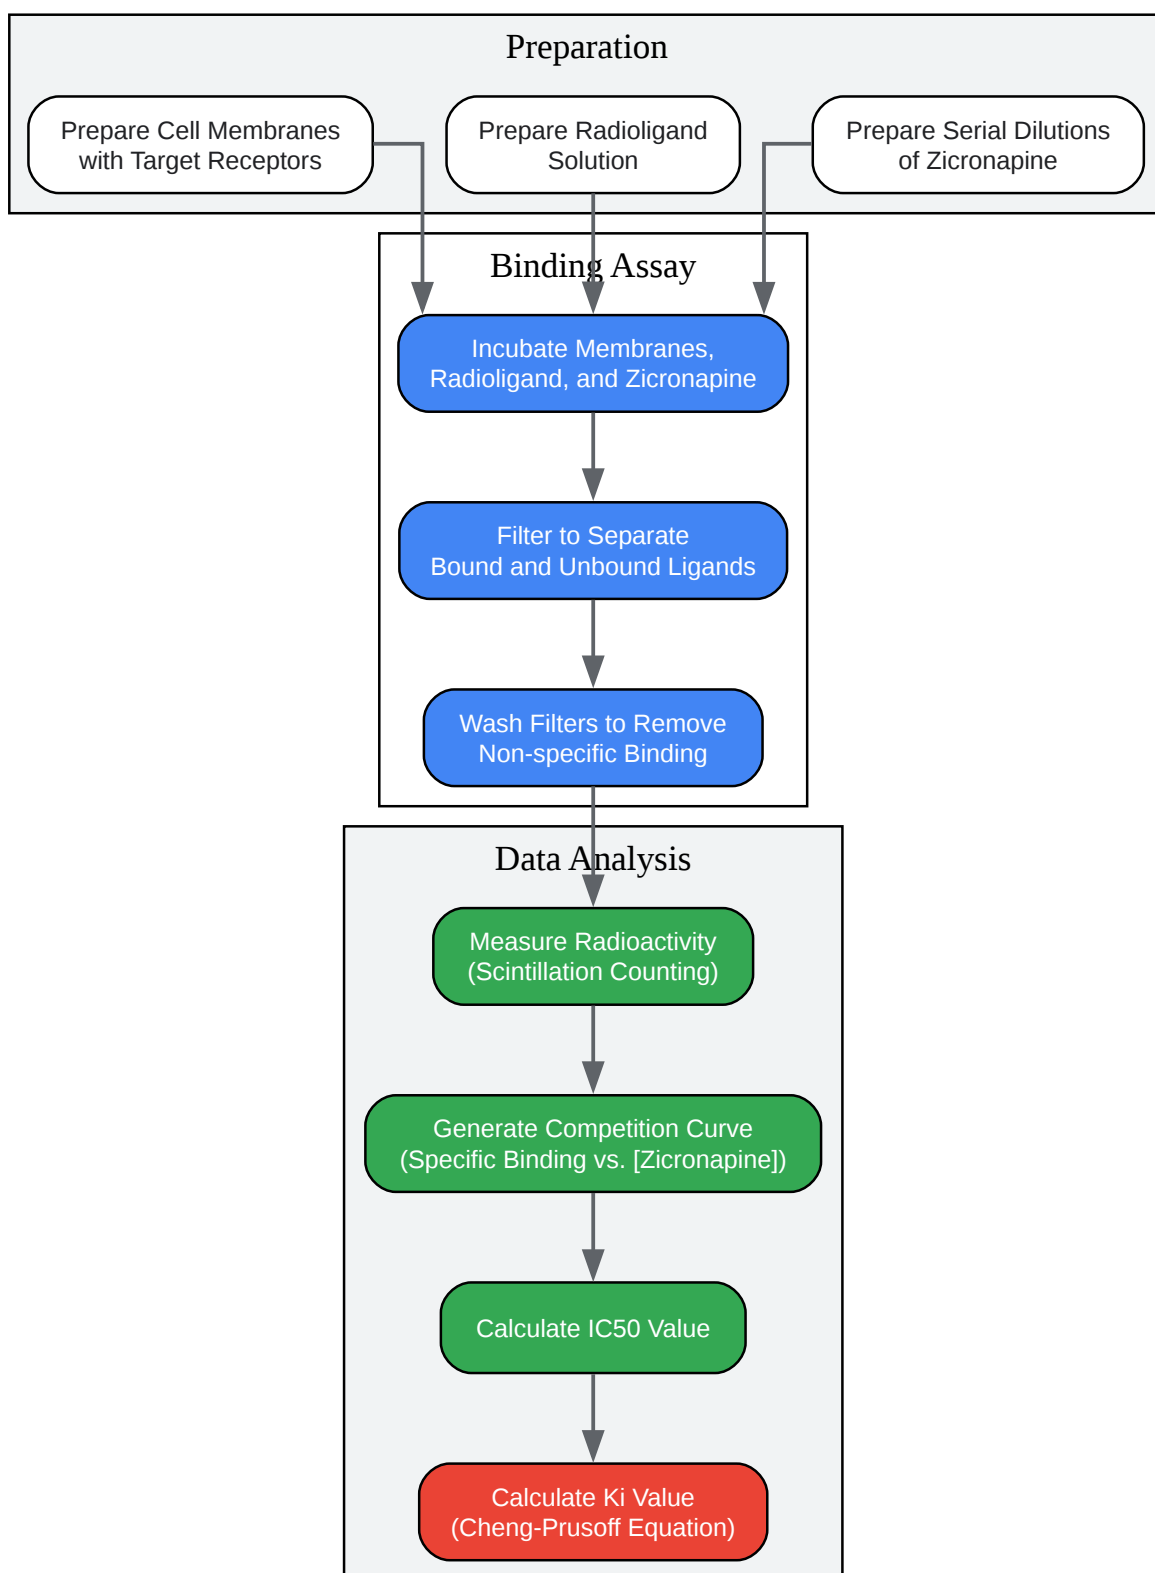 Preparation
Prepare Cell Membranes
with Target Receptors
Prepare Radioligand
Solution
Prepare Serial Dilutions
of Zicronapine
Binding Assay
Incubate Membranes,
Radioligand, and Zicronapine
Filter to Separate
Bound and Unbound Ligands
Wash Filters to Remove
Non-specific Binding
Data Analysis
Measure Radioactivity
(Scintillation Counting)
Generate Competition Curve
(Specific Binding vs. [Zicronapine])
Calculate IC50 Value
Calculate Ki Value
(Cheng-Prusoff Equation)